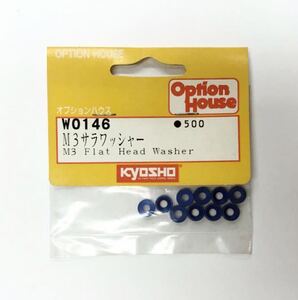 OPTION HOUSE
オプションハウス
Option House
W0146
●500
M3サラワッシャー
M3 Flat Head Washer
KYOSHO